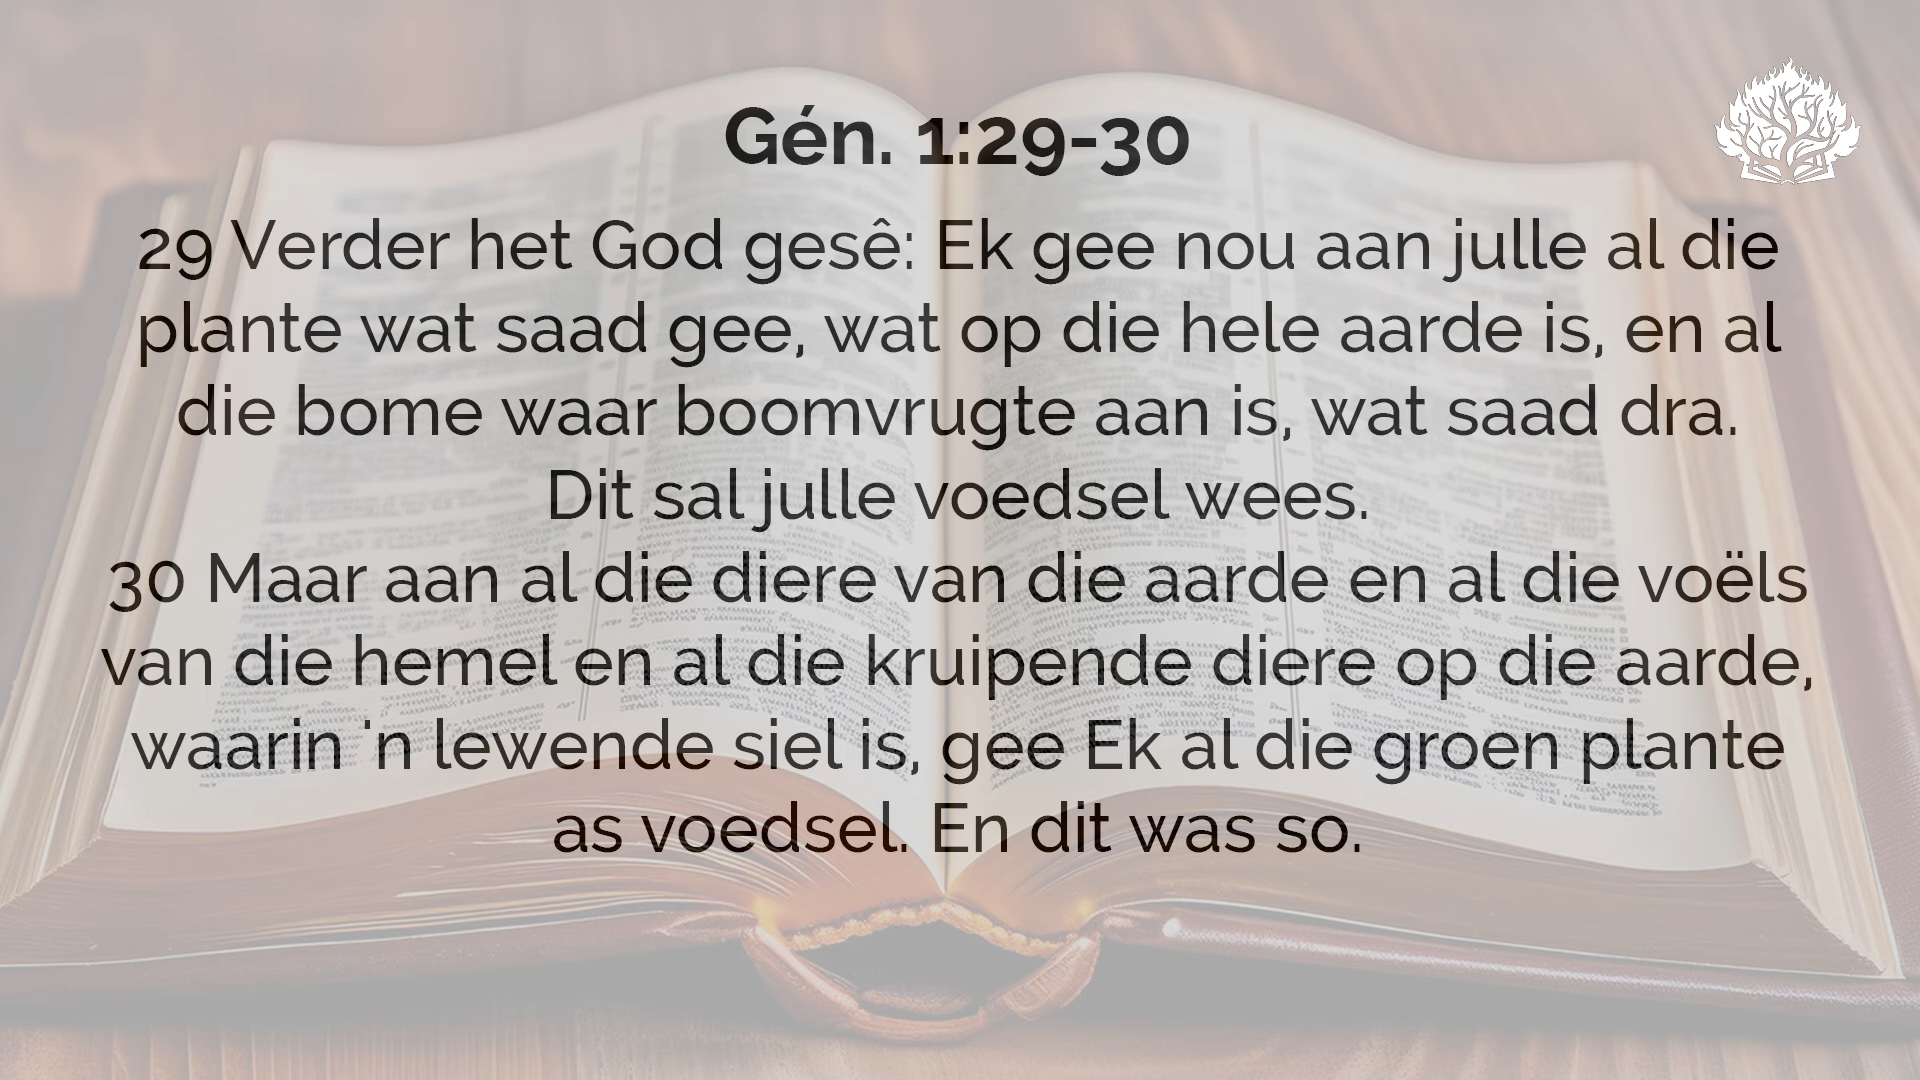 Gén. 1:29-30
29 Verder het God gesê: Ek gee nou aan julle al die
plante wat saad gee, wat op die hele aarde is, en al
die bome waar boomvrugte aan is, wat saad dra.
Dit sal julle voedsel wees.
30 Maar aan al die diere van die aarde en al die voëls
van die hemel en al die kruipende diere op die aarde,
waarin 'n lewende siel is, gee Ek al die groen plante
as voedsel. En dit was so.